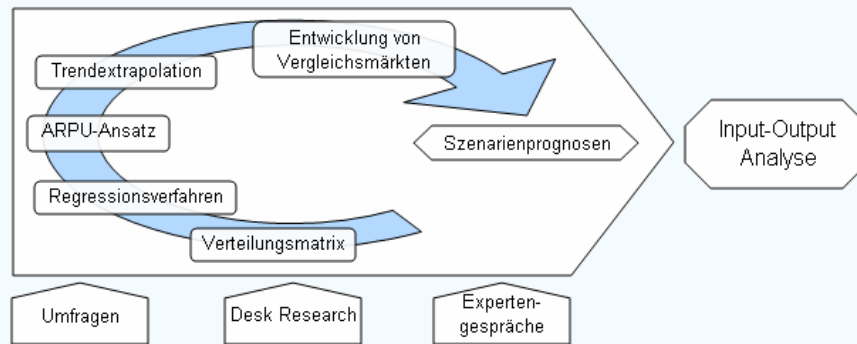 Entwicklung von
Vergleichsmärkten
Trendextrapolation
ARPU-Ansatz
Szenarienprognosen
Regressionsverfahren
Verteilungsmatrix
Input-Output
Analyse
Umfragen
Desk Research
Experten-
gespräche